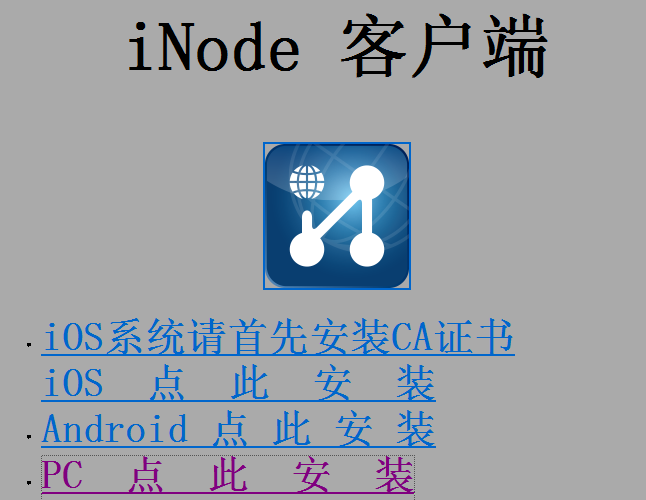 iNode 客户端
iOS系统请首先安装CA证书
iOS 点 此 安 装
Android 点 此 安 装
PC 点 此 安 装